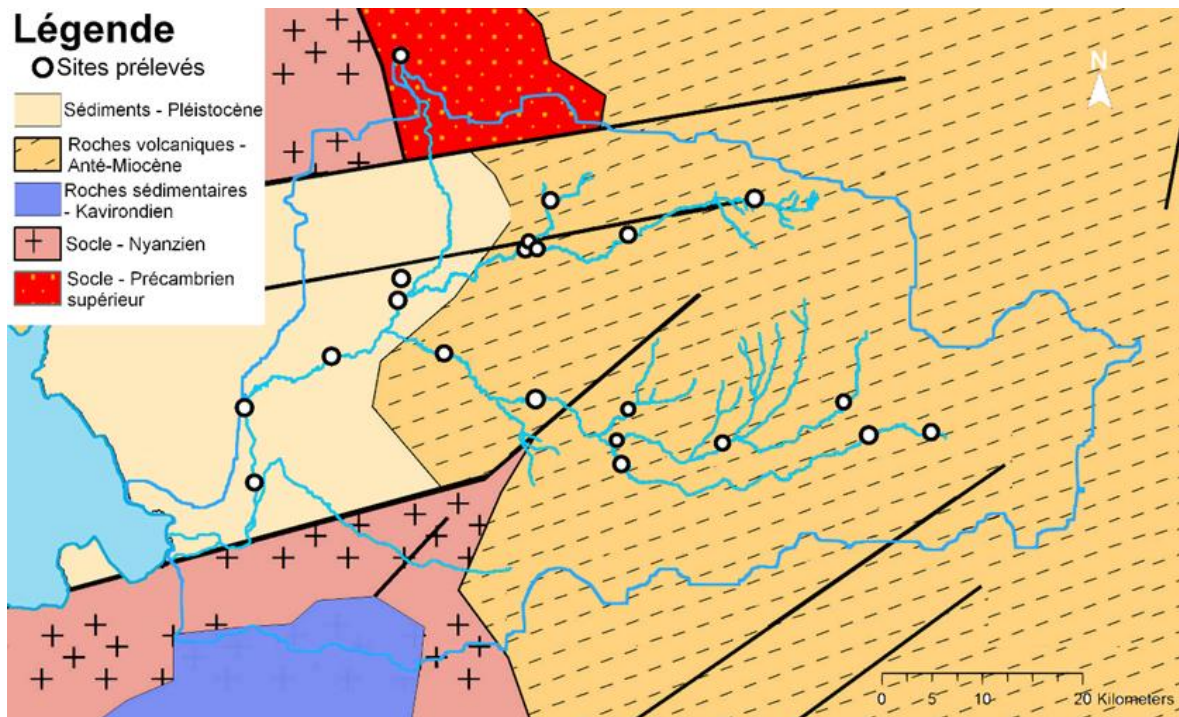 Légende
Sites prélevés
Sédiments - Pléistocène
Roches volcaniques -
Anté-Miocène
Roches sédimentaires
- Kavirondien
Socle - Nyanzien
Socle - Précambrien
supérieur
N
0 5 10 20 Kilometers